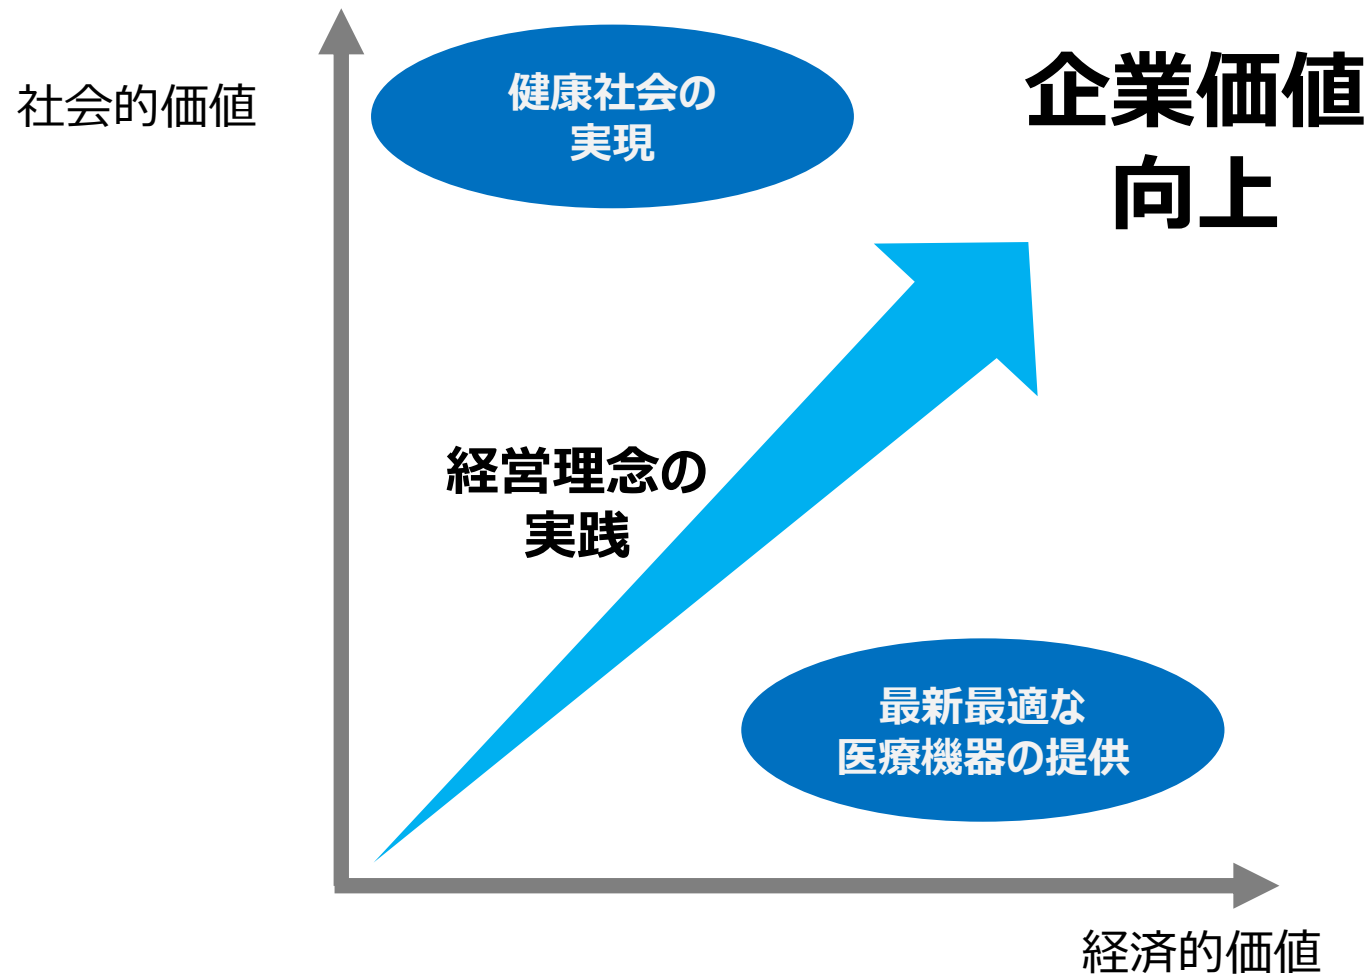 社会的価値
健康社会の
実現
企業価値
向上
経営理念の
実践
最新最適な
医療機器の提供
経済的価値